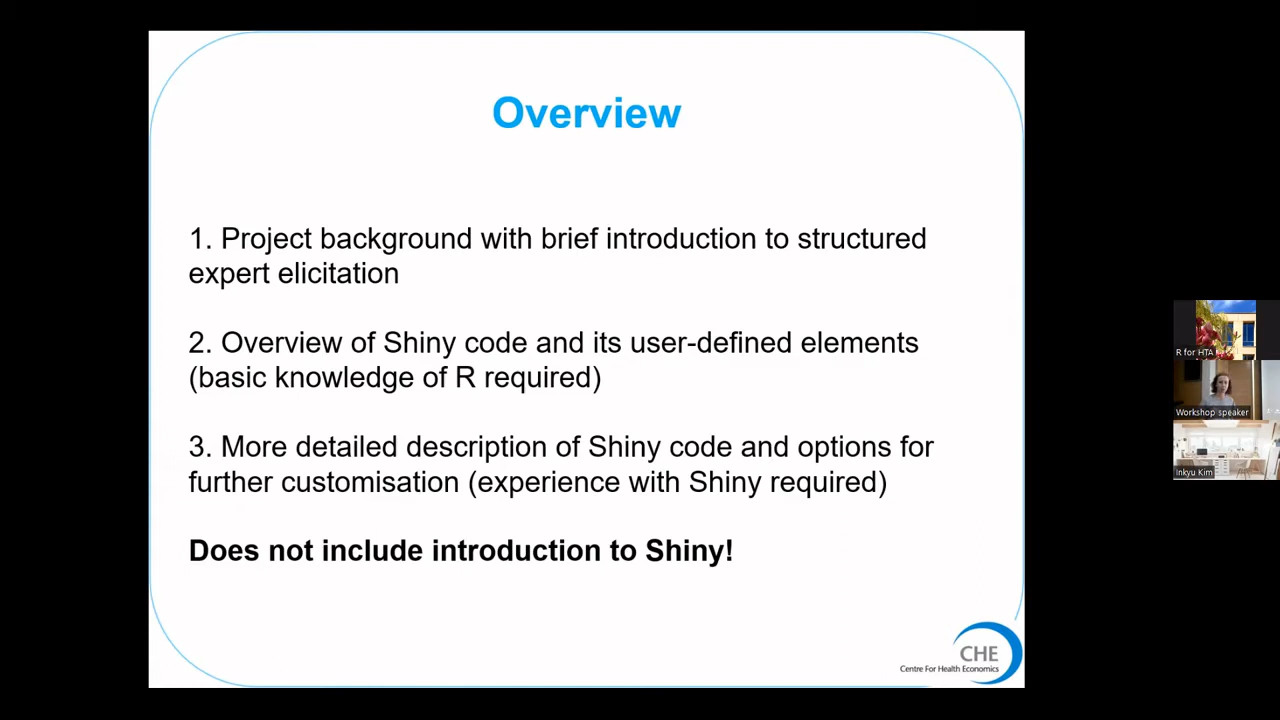 Overview
1. Project background with brief introduction to structured
expert elicitation
2. Overview of Shiny code and its user-defined elements
(basic knowledge of R required)
3. More detailed description of Shiny code and options for
further customisation (experience with Shiny required)
Does not include introduction to Shiny!
CHE
Centre For Health Economics
R for HTA
Workshop speaker
Inkyu Kim